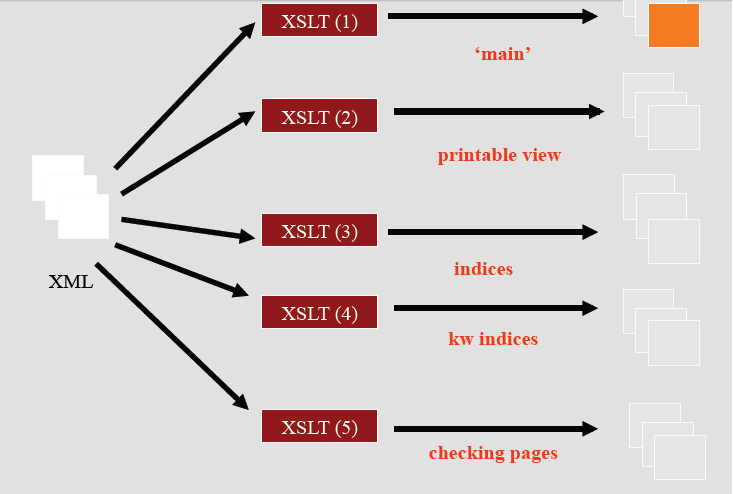 XSLT (1)
‘main’
XSLT (2)
printable view
XML
XSLT (3)
indices
XSLT (4)
kw indices
XSLT (5)
checking pages